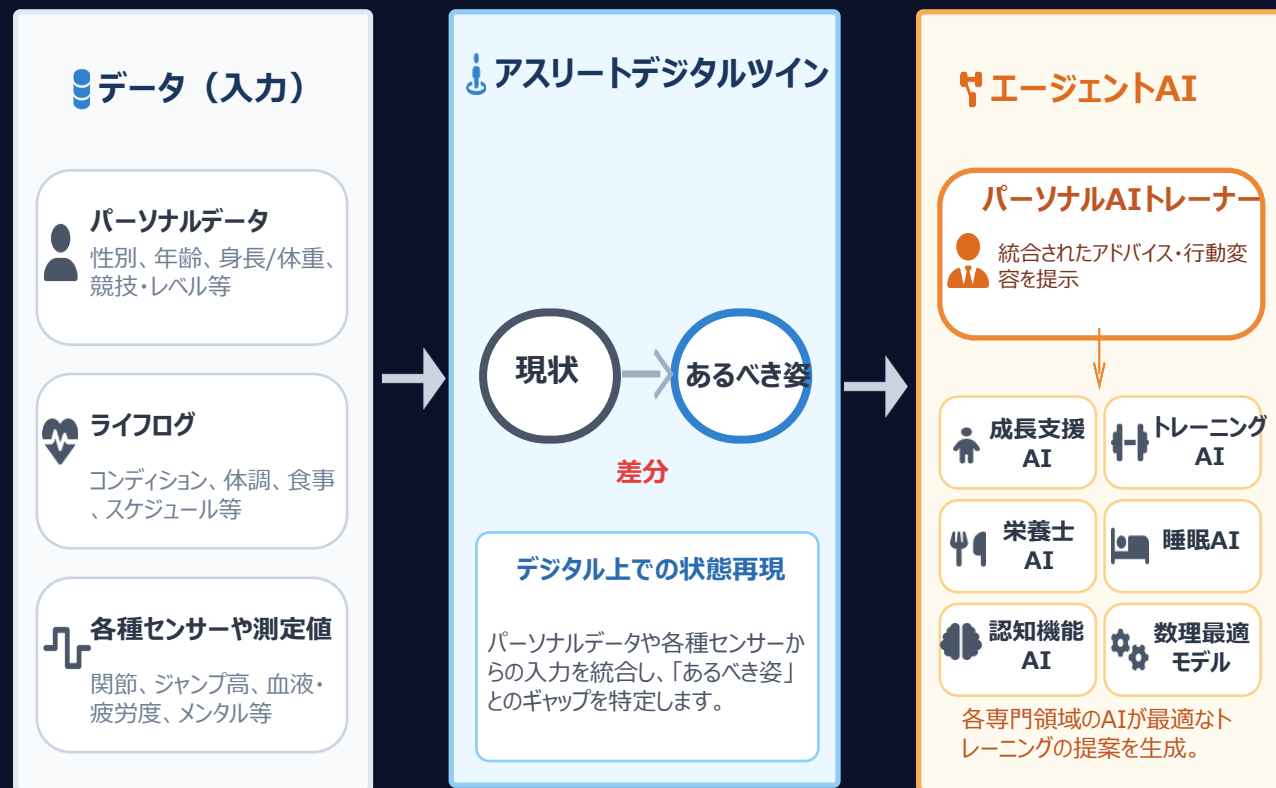 データ（入力）
パーソナルデータ
性別、年齢、身長/体重、
競技・レベル等
ライフログ
コンディション、体調、食事
、スケジュール等
各種センサーや測定値
関節、ジャンプ高、血液・
疲労度、メンタル等
アスリートデジタルツイン
現状
あるべき姿
差分
デジタル上での状態再現
パーソナルデータや各種センサーか
らの入力を統合し、「あるべき姿」
とのギャップを特定します。
エージェントAI
パーソナルAIトレーナー
統合されたアドバイス・行動変
容を提示
成長支援
AI
トレーニング
AI
栄養士
AI
睡眠AI
認知機能
AI
数理最適
モデル
各専門領域のAIが最適なト
レーニングの提案を生成。